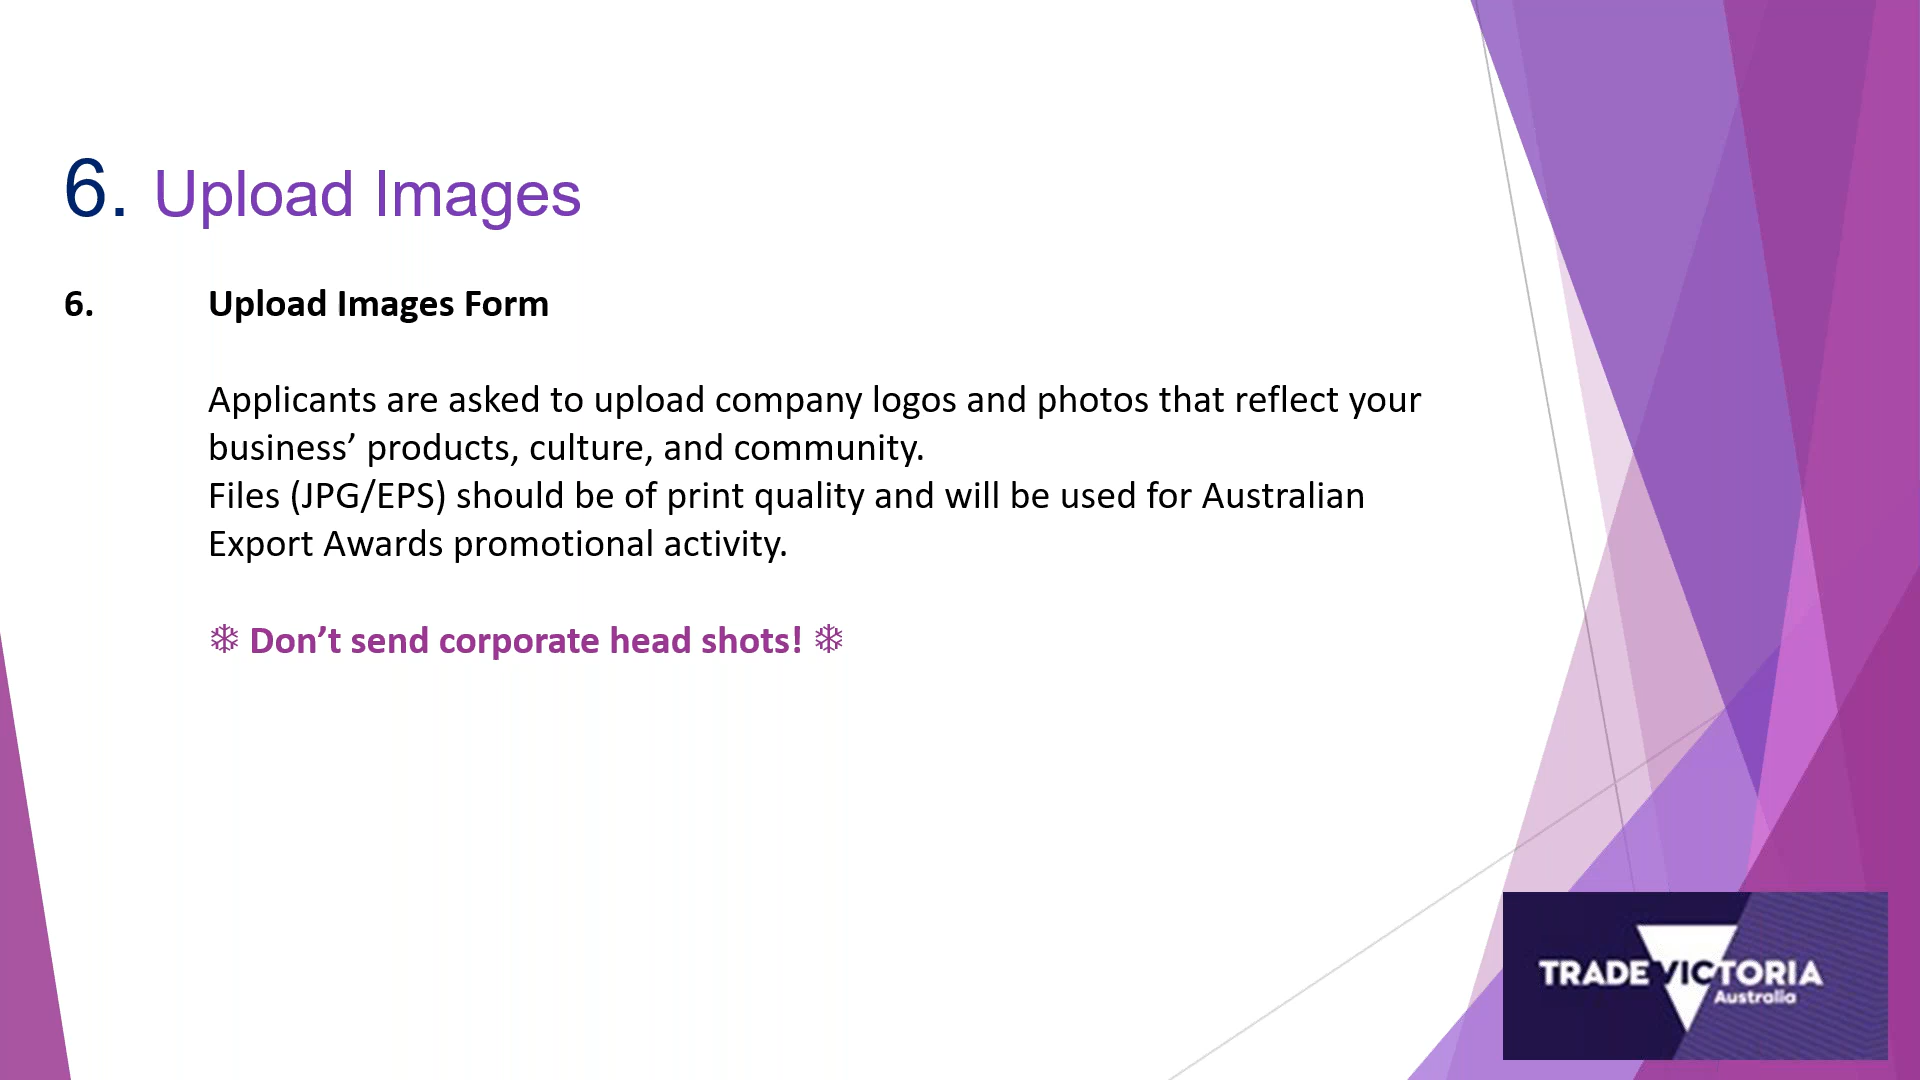 6. Upload Images
6. Upload Images Form
Applicants are asked to upload company logos and photos that reflect your
business’ products, culture, and community.
Files (JPG/EPS) should be of print quality and will be used for Australian
Export Awards promotional activity.
❄ Don’t send corporate head shots! ❄
TRADE VICTORIA
Australia